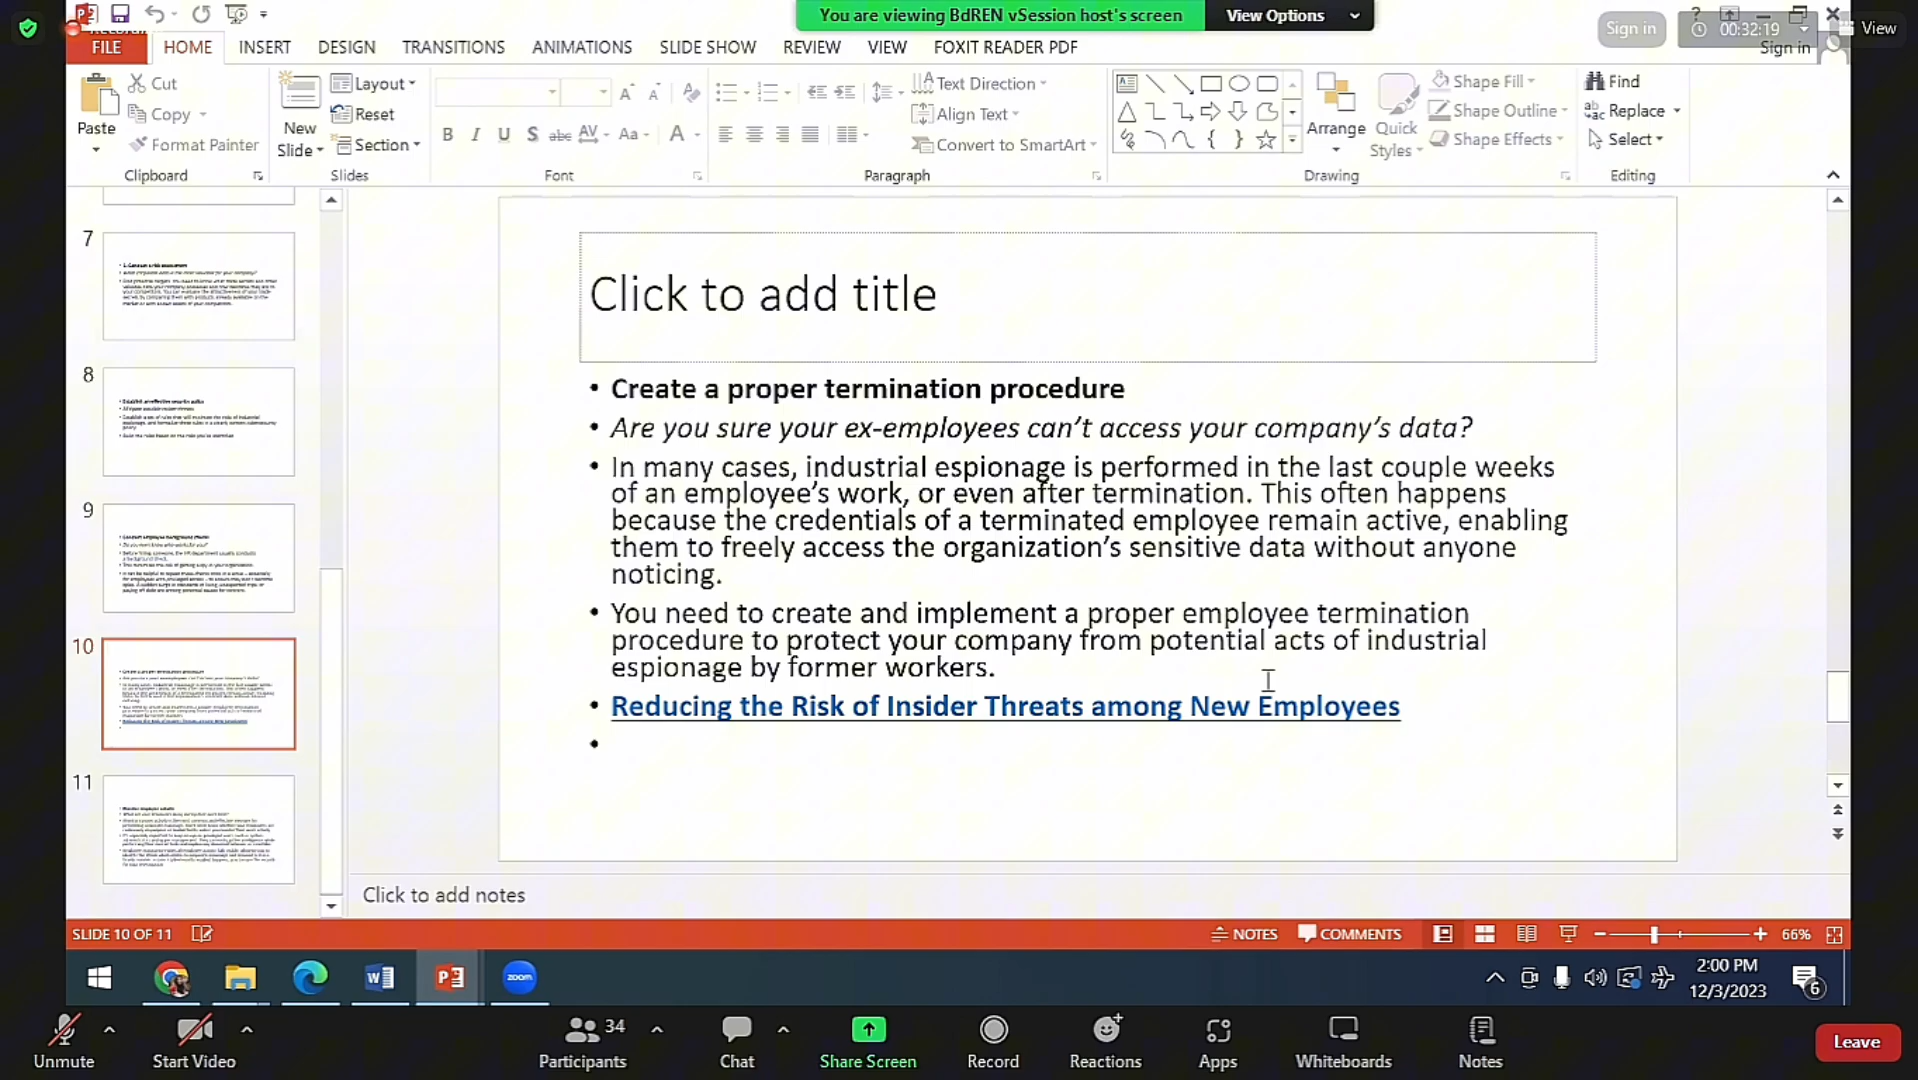 You are viewing BdREN vSession host's screen
View Options
Sign in
00:32:19
View
Sign in
FILE
HOME
INSERT
DESIGN
TRANSITIONS
ANIMATIONS
SLIDE SHOW
REVIEW
VIEW
FOXIT READER PDF
Paste
Cut
Copy
Format Painter
Clipboard
New
Slide
Layout
Reset
Section
Slides
Font
Text Direction
Align Text
Convert to SmartArt
Paragraph
Arrange
Quick
Styles
Shape Fill
Shape Outline
Shape Effects
Drawing
Find
Replace
Select
Editing
7
8
9
10
11
Click to add title
• Create a proper termination procedure
• Are you sure your ex-employees can't access your company's data?
• In many cases, industrial espionage is performed in the last couple weeks
of an employee's work, or even after termination. This often happens
because the credentials of a terminated employee remain active, enabling
them to freely access the organization's sensitive data without anyone
noticing.
• You need to create and implement a proper employee termination
procedure to protect your company from potential acts of industrial
espionage by former workers.
• Reducing the Risk of Insider Threats among New Employees
•
Click to add notes
SLIDE 10 OF 11
NOTES
COMMENTS
66%
zoom
2:00 PM
12/3/2023
6
Unmute
Start Video
34
Participants
Chat
Share Screen
Record
Reactions
Apps
Whiteboards
Notes
Leave